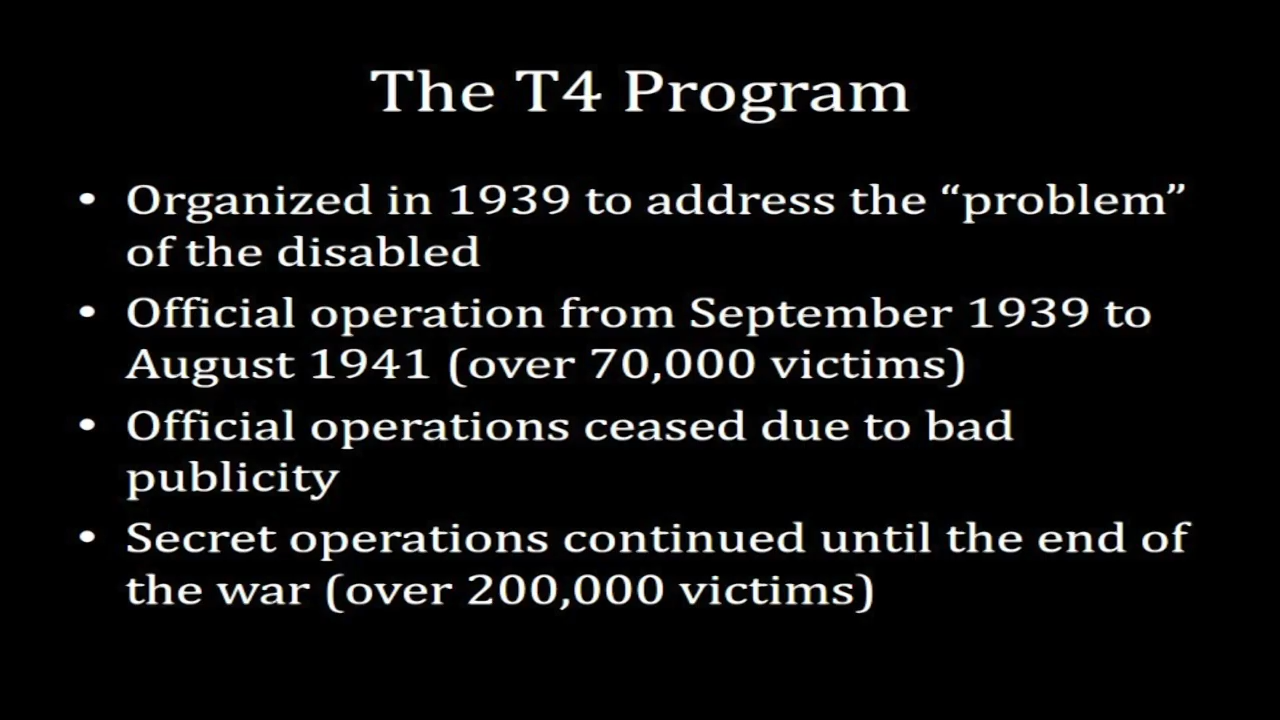 The T4 Program
• Organized in 1939 to address the “problem”
of the disabled
• Official operation from September 1939 to
August 1941 (over 70,000 victims)
• Official operations ceased due to bad
publicity
• Secret operations continued until the end of
the war (over 200,000 victims)